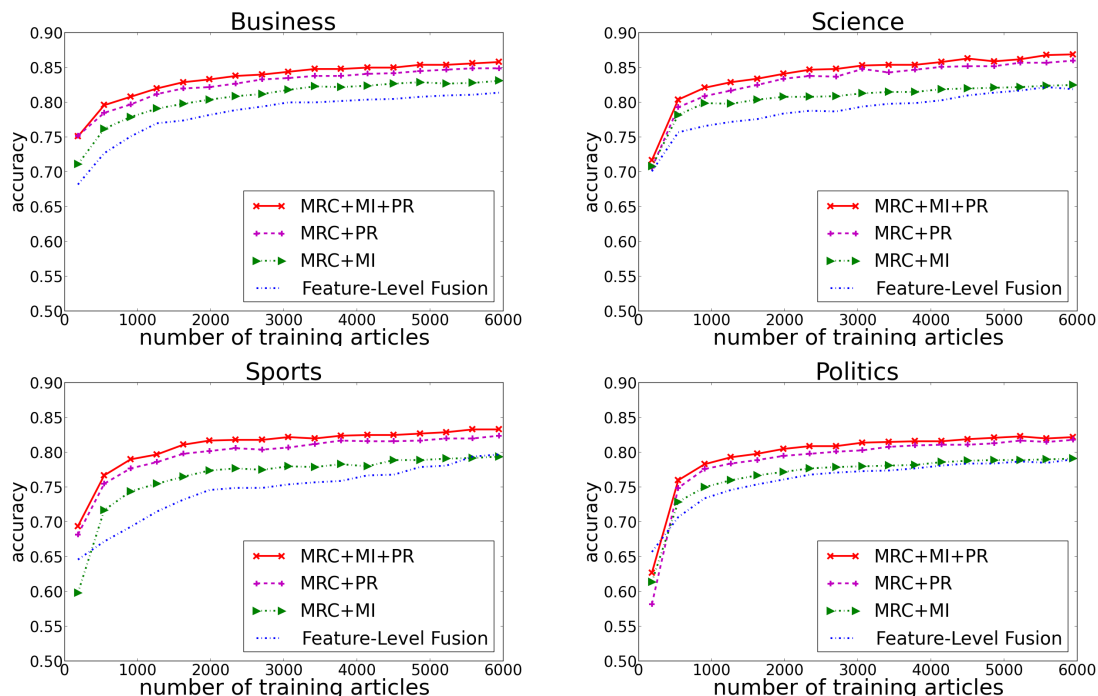 Business
0.90
0.85
0.80
0.75
0.70
0.65
0.60
0.55
0.50
accuracy
MRC+MI+PR
MRC+PR
MRC+MI
Feature-Level Fusion
0 1000 2000 3000 4000 5000 6000
number of training articles
Science
0.90
0.85
0.80
0.75
0.70
0.65
0.60
0.55
0.50
accuracy
MRC+MI+PR
MRC+PR
MRC+MI
Feature-Level Fusion
0 1000 2000 3000 4000 5000 6000
number of training articles
Sports
0.90
0.85
0.80
0.75
0.70
0.65
0.60
0.55
0.50
accuracy
MRC+MI+PR
MRC+PR
MRC+MI
Feature-Level Fusion
0 1000 2000 3000 4000 5000 6000
number of training articles
Politics
0.90
0.85
0.80
0.75
0.70
0.65
0.60
0.55
0.50
accuracy
MRC+MI+PR
MRC+PR
MRC+MI
Feature-Level Fusion
0 1000 2000 3000 4000 5000 6000
number of training articles